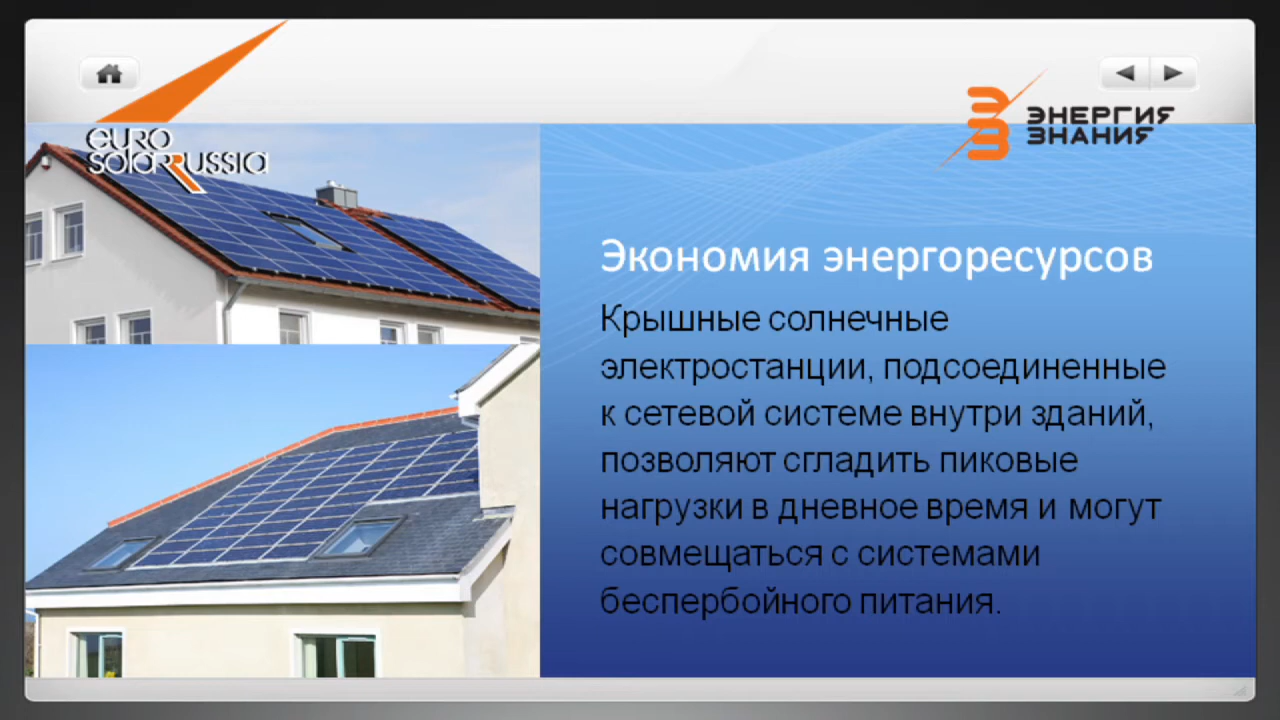 EURO
SOLARRUSSIA
ЭНЕРГИЯ
ЗНАНИЯ
Экономия энергоресурсов
Крышные солнечные
электростанции, подсоединенные
к сетевой системе внутри зданий,
позволяют сгладить пиковые
нагрузки в дневное время и могут
совмещаться с системами
беспербойного питания.